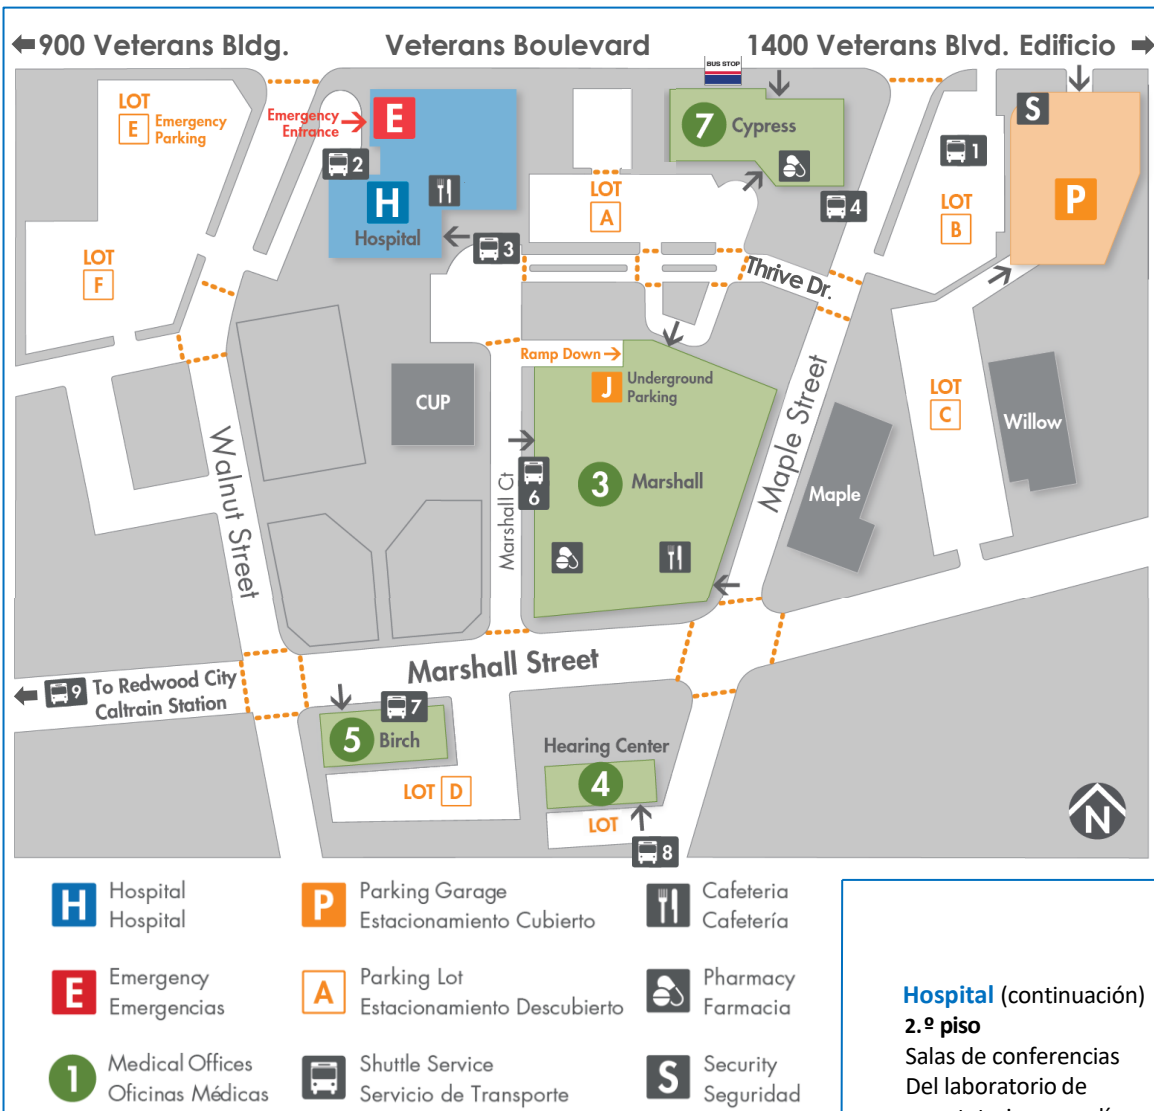 900 Veterans Bldg.
Veterans Boulevard
1400 Veterans Blvd. Edificio
BUS STOP
LOT
E
Emergency
Parking
Emergency
Entrance
E
2
H
Hospital
3
LOT
A
7
Cypress
4
1
S
P
LOT
B
LOT
F
Thrive Dr.
Ramp Down
J
Underground
Parking
CUP
LOT
C
Willow
Walnut Street
Marshall Ct
6
3
Marshall
Maple Street
Maple
Marshall Street
9
To Redwood City
Caltrain Station
7
5
Birch
LOT
D
Hearing Center
4
LOT
8
N
H
Hospital
Hospital
P
Parking Garage
Estacionamiento Cubierto
Cafeteria
Cafetería
E
Emergency
Emergencias
A
Parking Lot
Estacionamiento Descubierto
Pharmacy
Farmacia
1
Medical Offices
Oficinas Médicas
Shuttle Service
Servicio de Transporte
S
Security
Seguridad
Hospital (continuación)
2.º piso
Salas de conferencias
Del laboratorio de